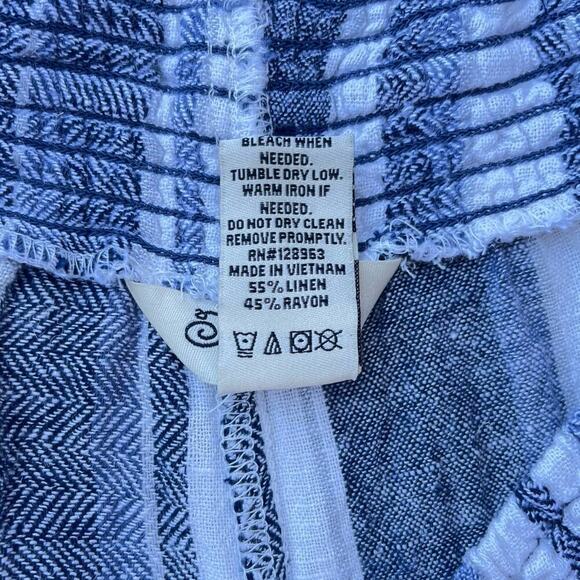 BLEACH WHEN
NEEDED.
TUMBLE DRY LOW.
WARM IRON IF
NEEDED.
DO NOT DRY CLEAN
REMOVE PROMPTLY.
RN#128963
MADE IN VIETNAM
55% LINEN
45% RAYON